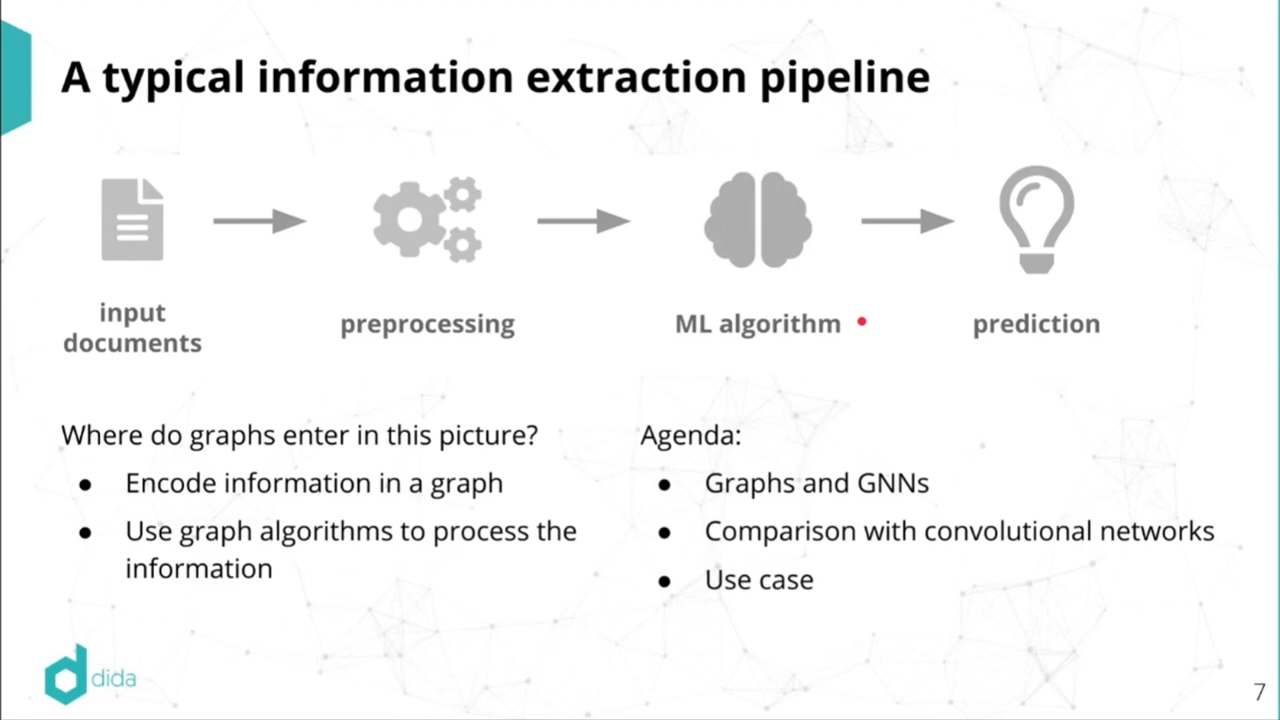 A typical information extraction pipeline
input
documents
preprocessing
ML algorithm
prediction
Where do graphs enter in this picture?
● Encode information in a graph
● Use graph algorithms to process the
information
Agenda:
● Graphs and GNNs
● Comparison with convolutional networks
● Use case
dida
7